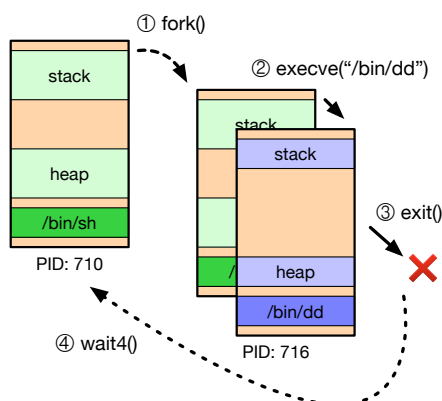 ① fork()
stack
② execve(“/bin/dd”)
stack
stack
heap
③ exit()
/bin/sh
heap
/
/bin/dd
PID: 710
④ wait4()
PID: 716